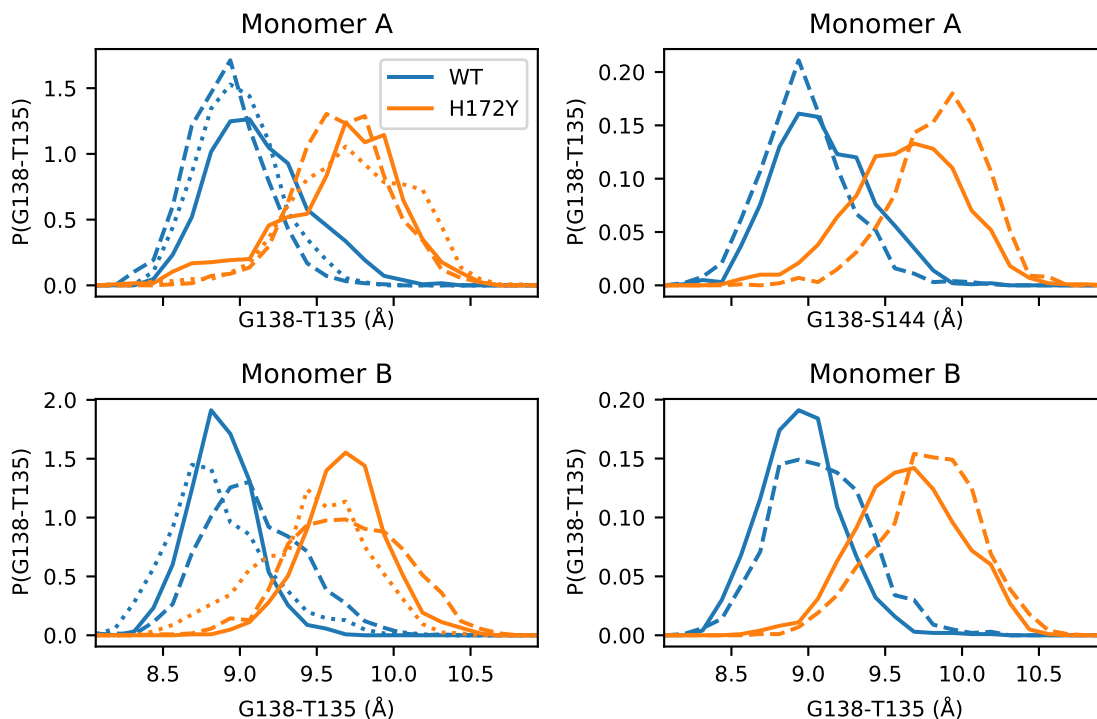 Monomer A
P(G138-T135)
1.5
1.0
0.5
0.0
WT
H172Y
G138-T135 (Å)
Monomer A
P(G138-T135)
0.20
0.15
0.10
0.05
0.00
G138-S144 (Å)
Monomer B
P(G138-T135)
2.0
1.5
1.0
0.5
0.0
8.5 9.0 9.5 10.0 10.5
G138-T135 (Å)
Monomer B
P(G138-T135)
0.20
0.15
0.10
0.05
0.00
8.5 9.0 9.5 10.0 10.5
G138-T135 (Å)